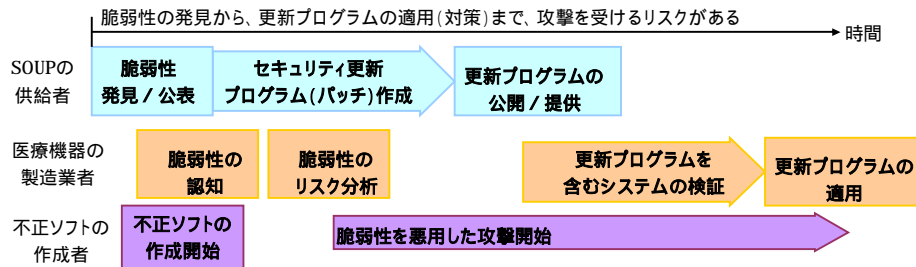 脆弱性の発見から、更新プログラムの適用(対策)まで、攻撃を受けるリスクがある
時間
SOUPの
供給者
脆弱性
発見/公表
セキュリティ更新
プログラム(パッチ)作成
更新プログラムの
公開/提供
医療機器の
製造業者
脆弱性の
認知
脆弱性の
リスク分析
更新プログラムを
含むシステムの検証
更新プログラムの
適用
不正ソフトの
作成者
不正ソフトの
作成開始
脆弱性を悪用した攻撃開始